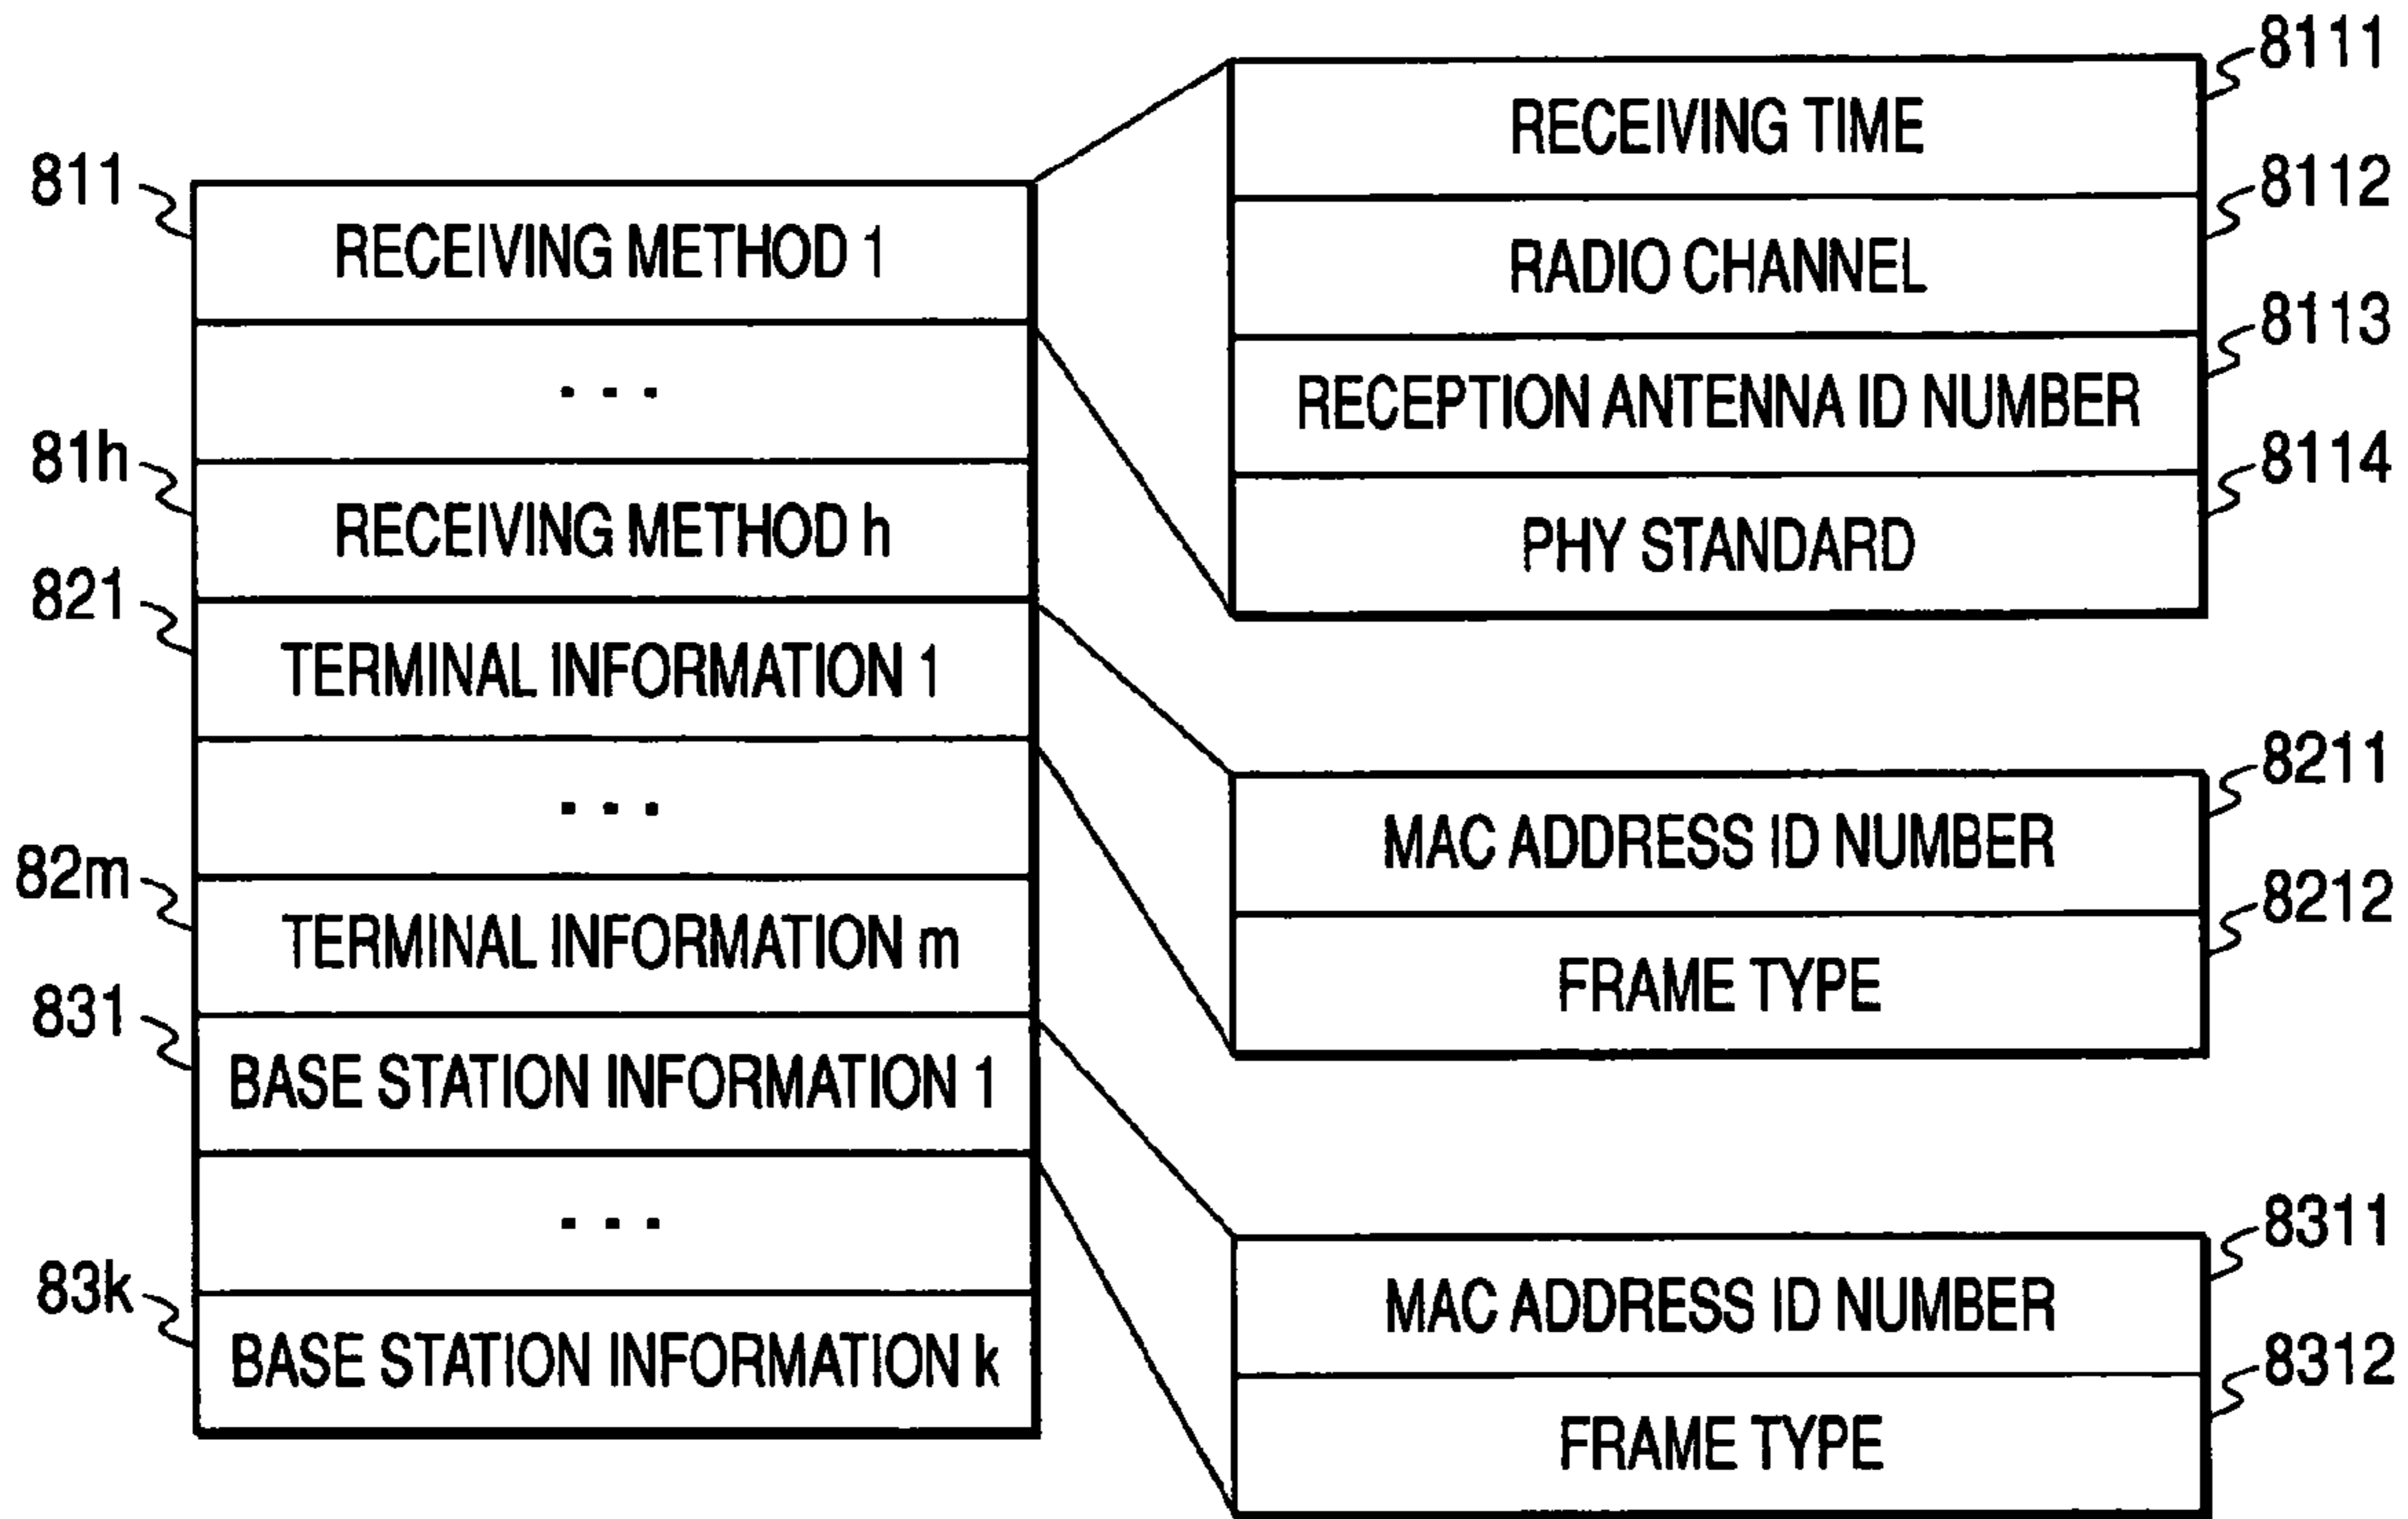 811
RECEIVING METHOD 1
. . .
81h
RECEIVING METHOD h
821
TERMINAL INFORMATION 1
. . .
82m
TERMINAL INFORMATION m
831
BASE STATION INFORMATION 1
. . .
83k
BASE STATION INFORMATION k
RECEIVING TIME
8111
RADIO CHANNEL
8112
RECEPTION ANTENNA ID NUMBER
8113
PHY STANDARD
8114
MAC ADDRESS ID NUMBER
8211
FRAME TYPE
8212
MAC ADDRESS ID NUMBER
8311
FRAME TYPE
8312